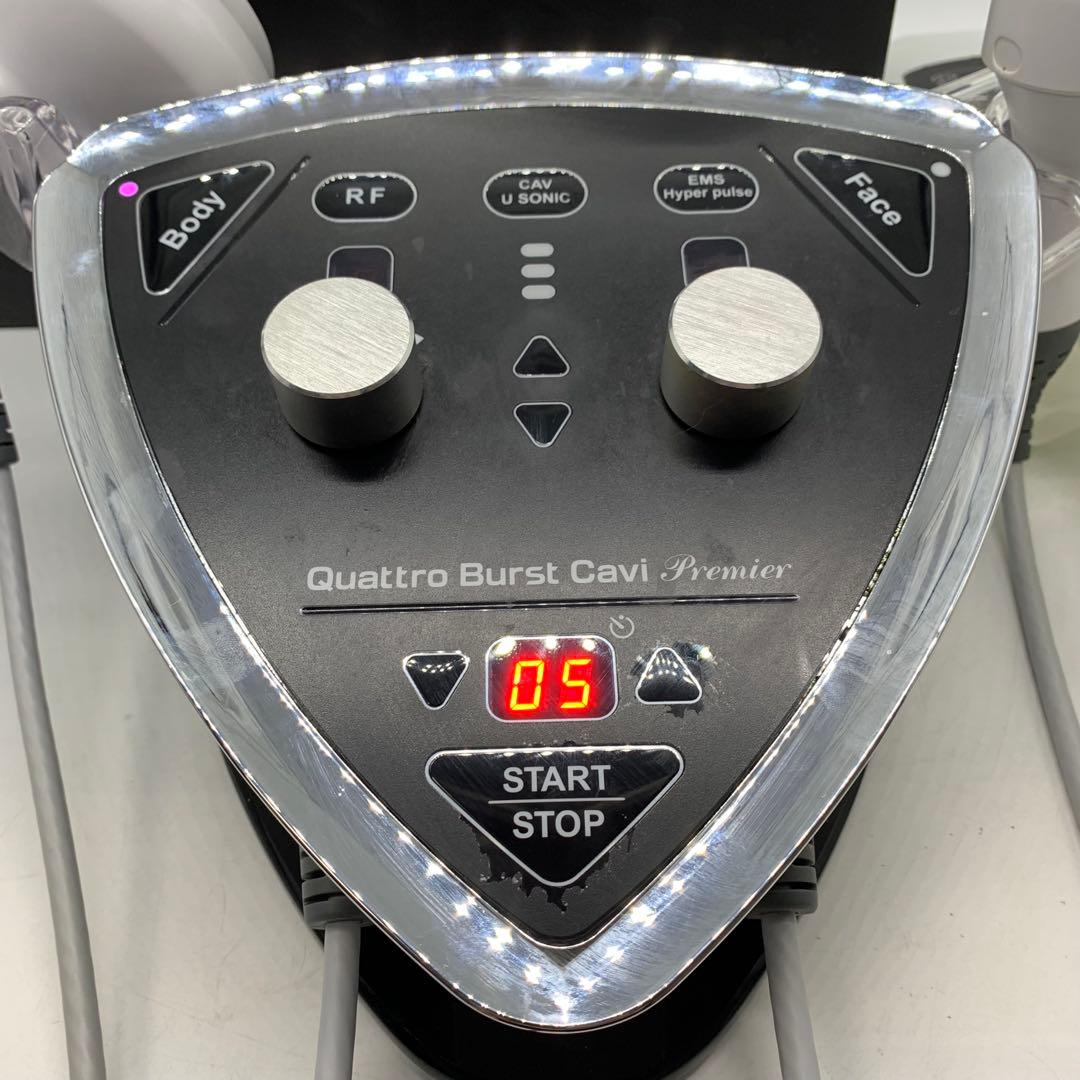 Body
RF
CAV
U SONIC
EMS
Hyper pulse
Face
Quattro Burst Cavi Premier
05
START
STOP